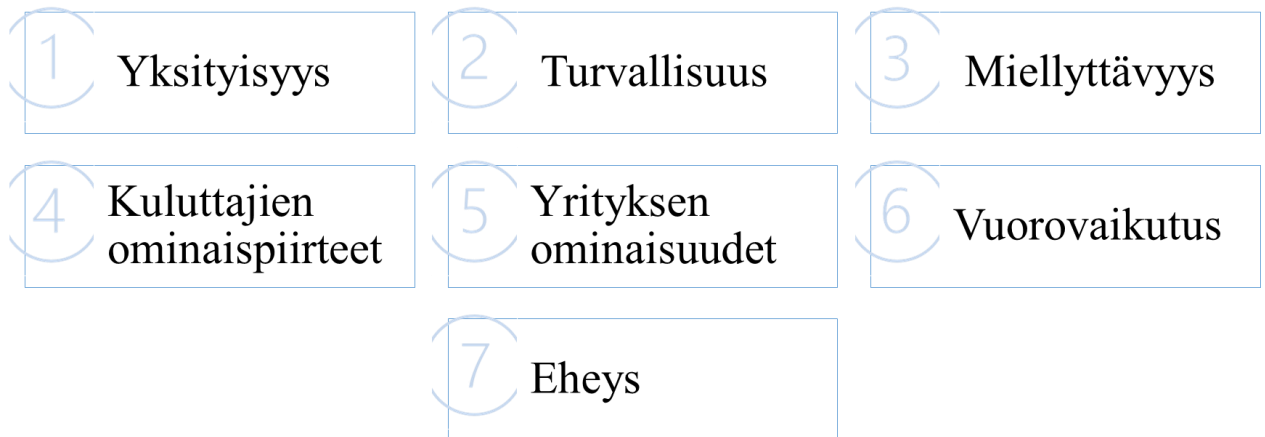 1 Yksityisyys
2 Turvallisuus
3 Miellyttävyys
4 Kuluttajien
ominaispiirteet
5 Yrityksen
ominaisuudet
6 Vuorovaikutus
7 Eheys